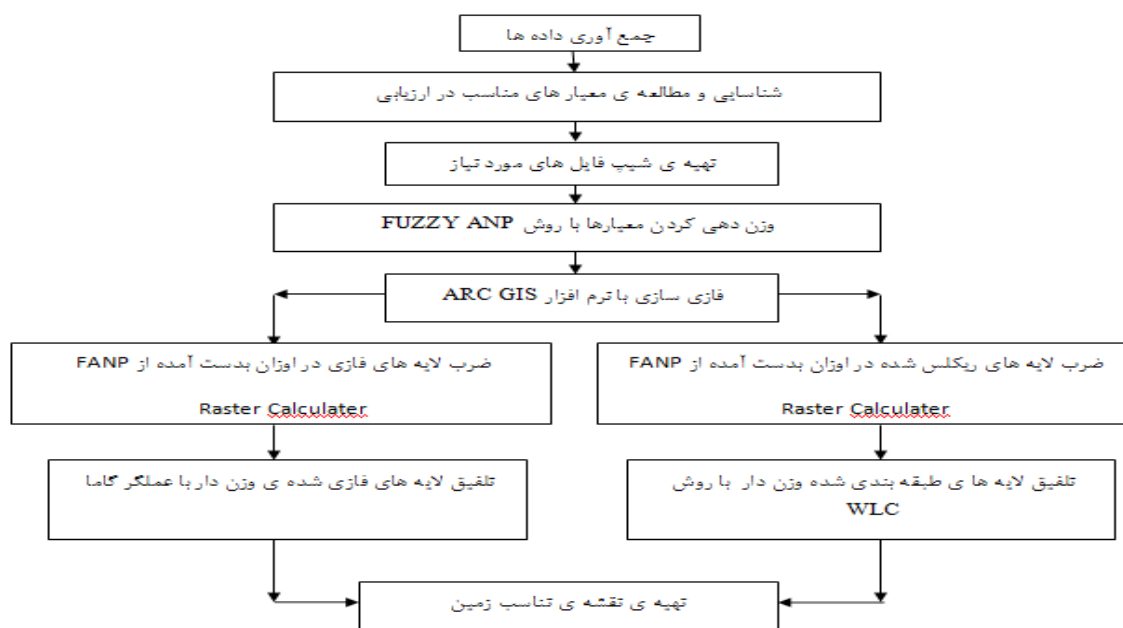 جمع آوری داده ها
شناسایی و مطالعه ی معیار های مناسب در ارزیابی
تهیه ی شیپ فایل های مورد تیاز
وزن دهی کردن معیارها با روش FUZZY ANP
فازی سازی با ترم افزار ARC GIS
ضرب لایه های ریکلس شده در اوزان بدست آمده از FANP
Raster Calculater
ضرب لایه های فازی در اوزان بدست آمده از FANP
Raster Calculater
تلفیق لایه ها ی طبقه بندی شده وزن دار با روش
WLC
تلفیق لایه های فازی شده ی وزن دار با عملگر گاما
تهیه ی تقشه ی تناسب زمین